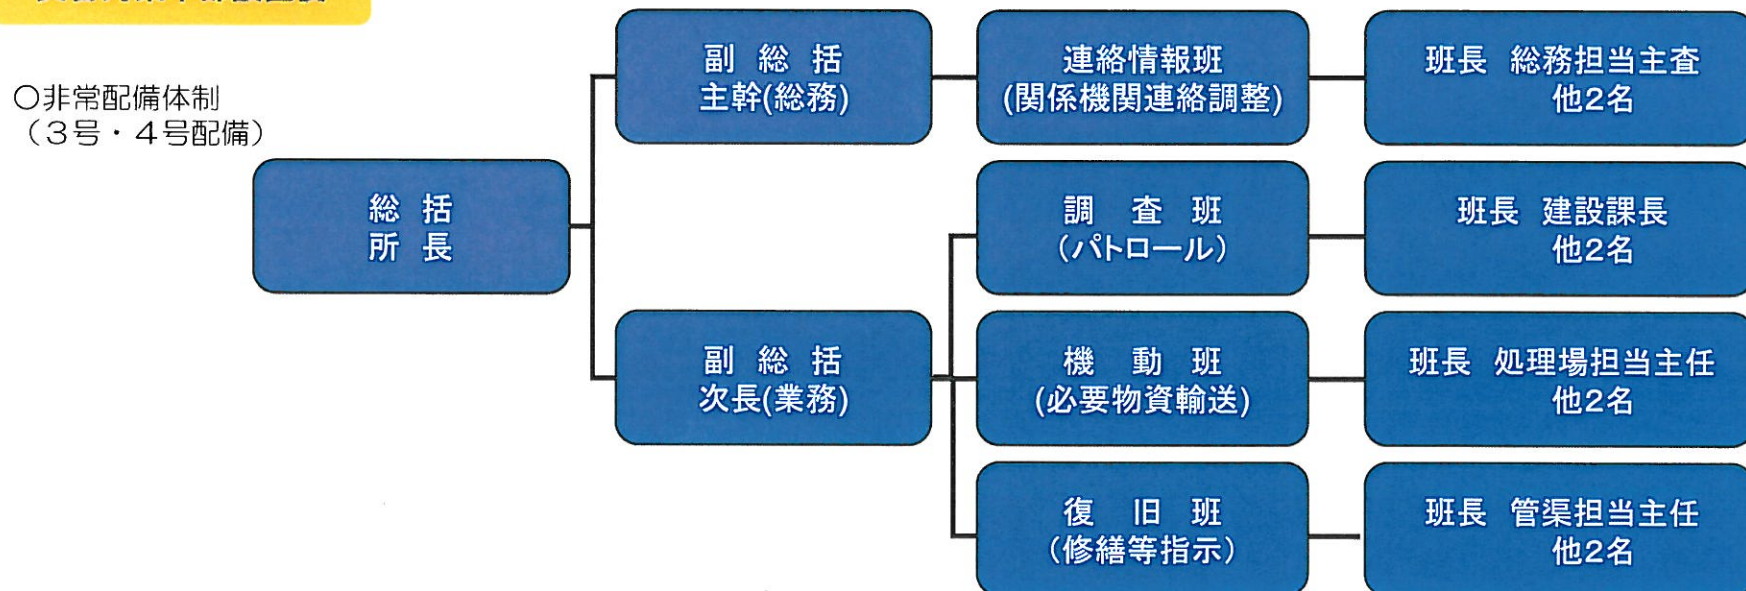 ○非常配備体制
（３号・４号配備）
総 括
所 長
副 総 括
主幹(総務)
連絡情報班
(関係機関連絡調整)
班長 総務担当主査
他2名
副 総 括
次長(業務)
調 査 班
（パトロール）
班長 建設課長
他2名
機 動 班
(必要物資輸送)
班長 処理場担当主任
他2名
復 旧 班
（修繕等指示）
班長 管渠担当主任
他2名